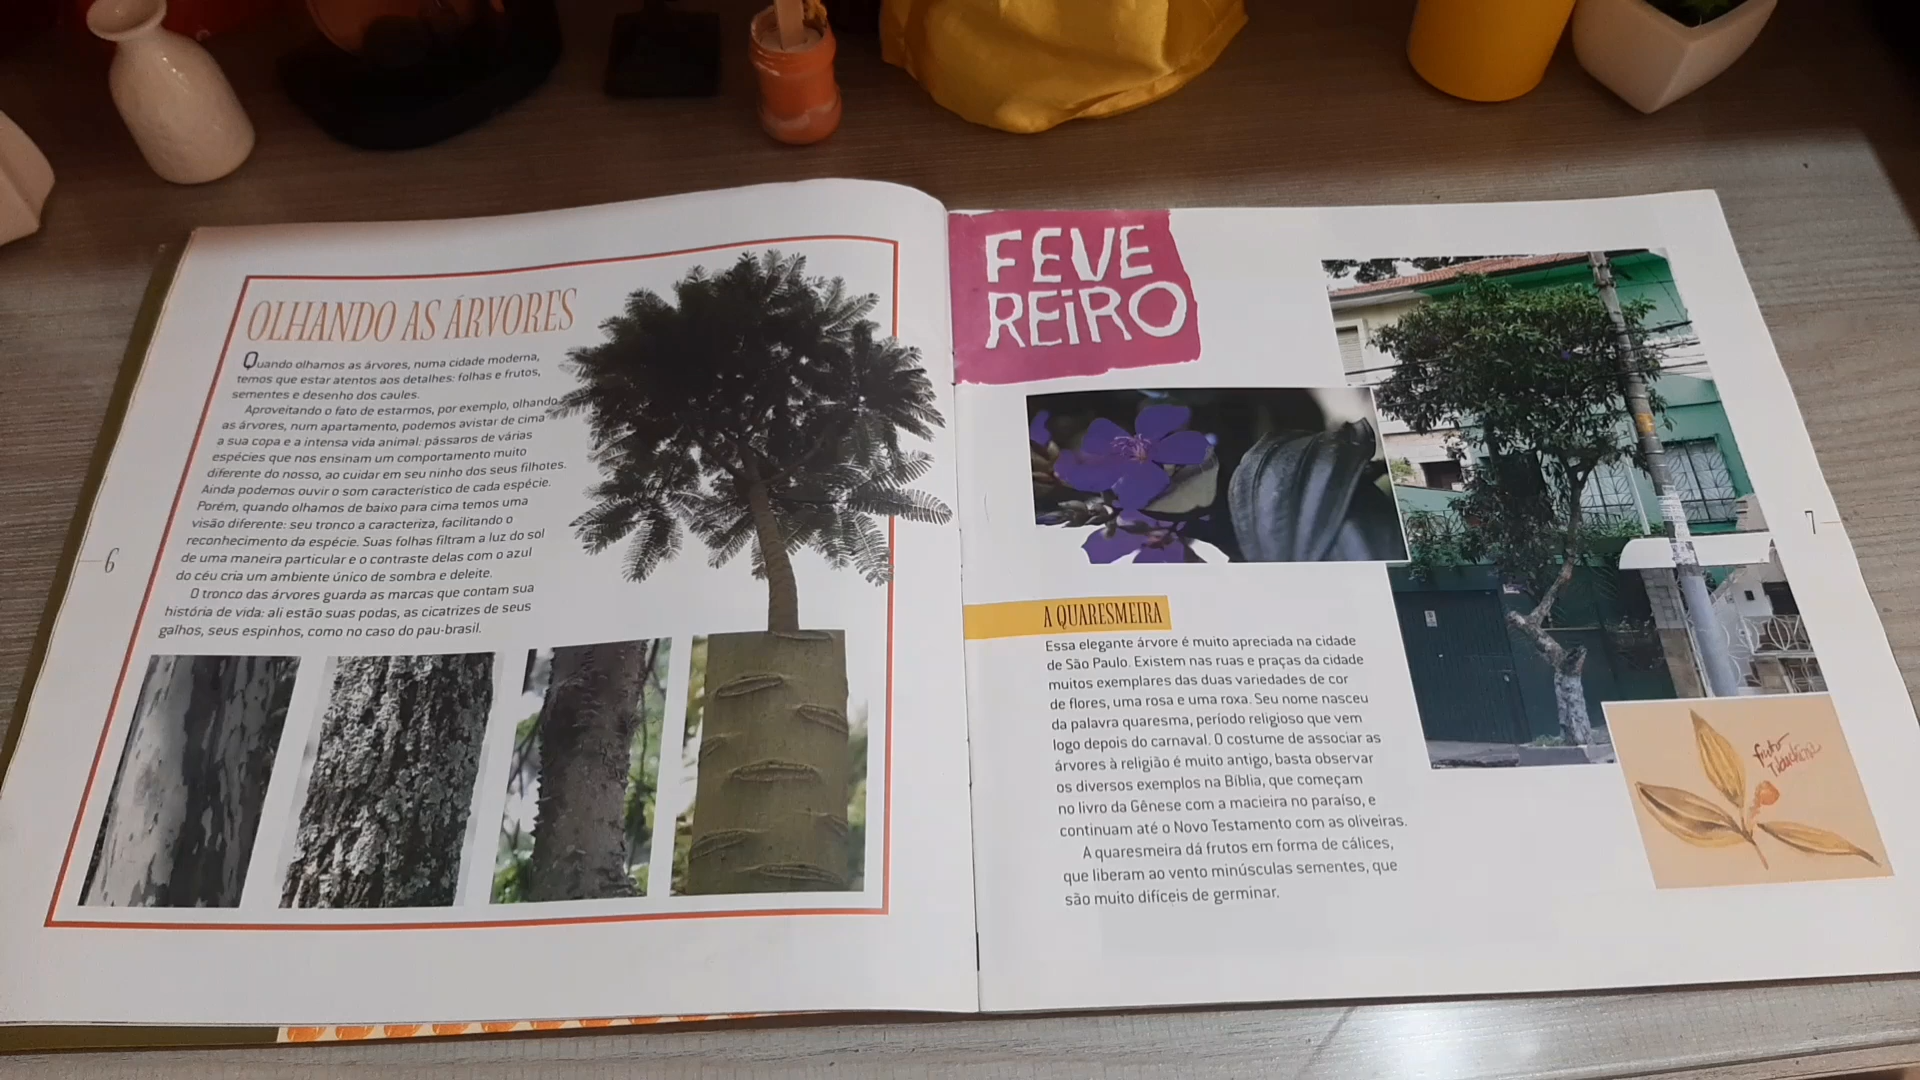 OLHANDO AS ÁRVORES
Quando olhamos as árvores, numa cidade moderna,
temos que estar atentos aos detalhes: folhas e frutos,
sementes e desenho dos caules.
Aproveitando o fato de estarmos, por exemplo, olhando
as árvores, num apartamento, podemos avistar de cima
a sua copa e a intensa vida animal: pássaros de várias
espécies que nos ensinam um comportamento muito
diferente do nosso, ao cuidar em seu ninho dos seus filhotes.
Ainda podemos ouvir o som característico de cada espécie.
Porém, quando olhamos de baixo para cima temos uma
visão diferente: seu tronco a caracteriza, facilitando o
reconhecimento da espécie. Suas folhas filtram a luz do sol
de uma maneira particular e o contraste delas com o azul
do céu cria um ambiente único de sombra e deleite.
O tronco das árvores guarda as marcas que contam sua
história de vida: ali estão suas podas, as cicatrizes de seus
galhos, seus espinhos, como no caso do pau-brasil.
6
FEVE
REIRO
A QUARESMEIRA
Essa elegante árvore é muito apreciada na cidade
de São Paulo. Existem nas ruas e praças da cidade
muitos exemplares das duas variedades de cor
de flores, uma rosa e uma roxa. Seu nome nasceu
da palavra quaresma, período religioso que vem
logo depois do carnaval. O costume de associar as
árvores à religião é muito antigo, basta observar
os diversos exemplos na Bíblia, que começam
no livro da Gênese com a macieira no paraíso, e
continuam até o Novo Testamento com as oliveiras.
A quaresmeira dá frutos em forma de cálices,
que liberam ao vento minúsculas sementes, que
são muito difíceis de germinar.
fruto
7